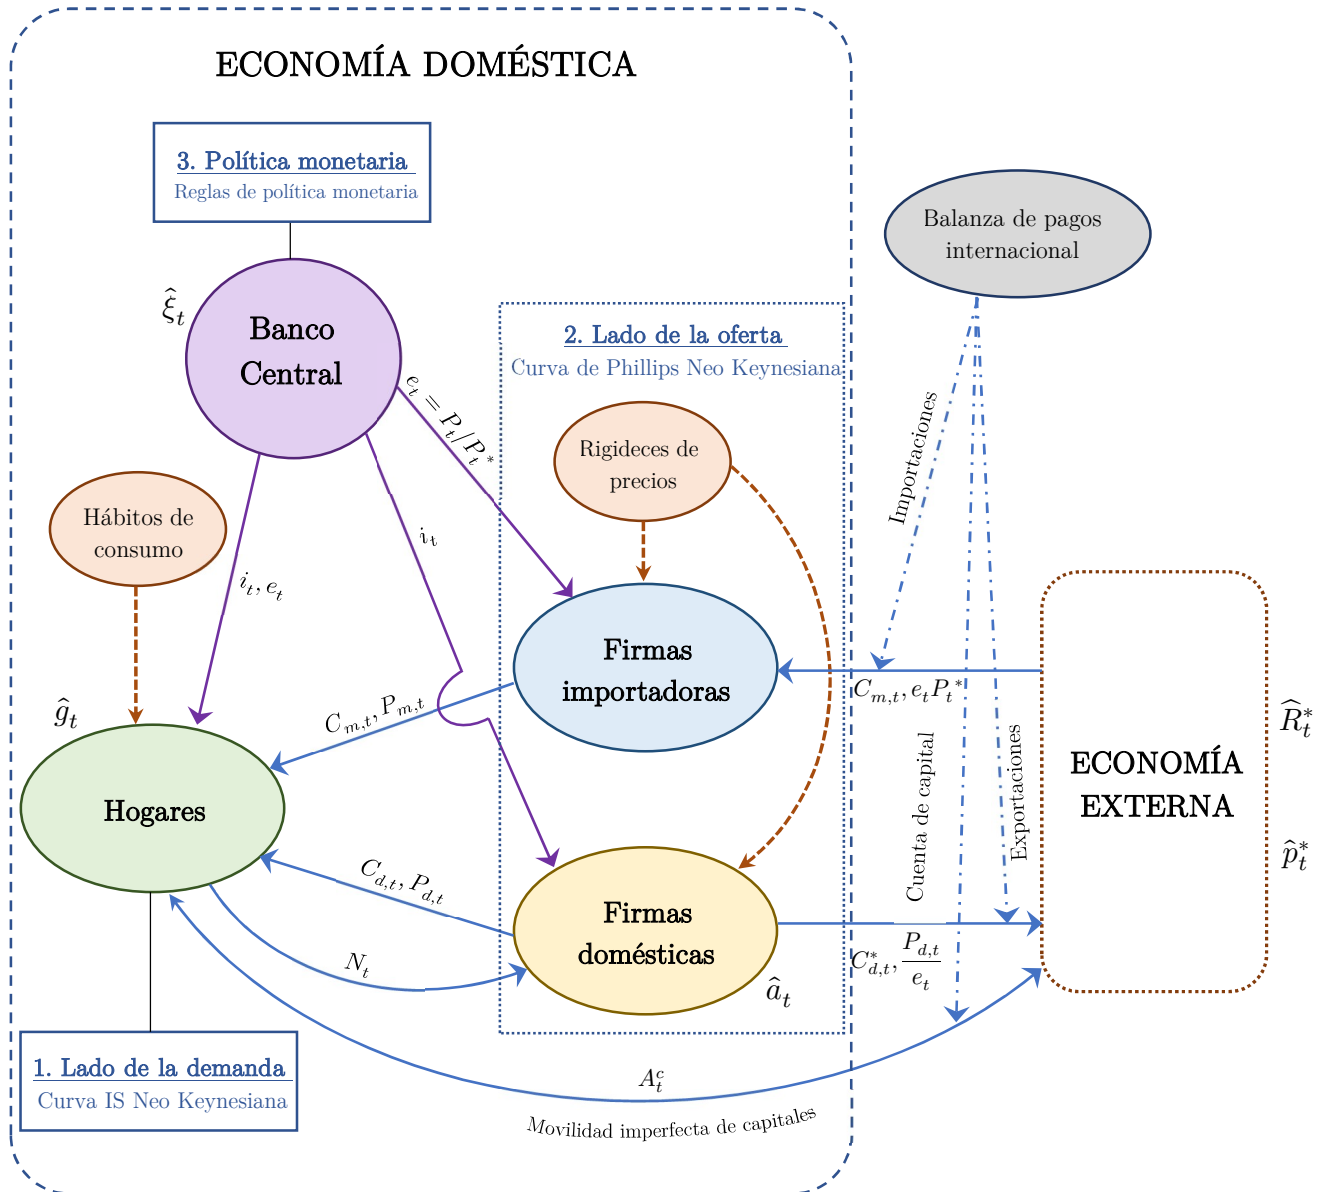 ECONOMÍA DOMÉSTICA
3. Política monetaria
Reglas de política monetaria
Balanza de pagos
internacional
ξ̂_t
Banco
Central
2. Lado de la oferta
Curva de Phillips Neo Keynesiana
e_t = P_t/P_t^*
Rigideces de
precios
Importaciones
Hábitos de
consumo
i_t
i_t, e_t
Firmas
importadoras
C_{m,t}, e_t P_t^*
C_{m,t}, P_{m,t}
ĝ_t
R̂_t^*
Cuenta de capital
Exportaciones
ECONOMÍA
EXTERNA
Hogares
p̂_t^*
C_{d,t}, P_{d,t}
Firmas
domésticas
C_{d,t}^*, P_{d,t}/e_t
N_t
â_t
1. Lado de la demanda
Curva IS Neo Keynesiana
A_t^c
Movilidad imperfecta de capitales